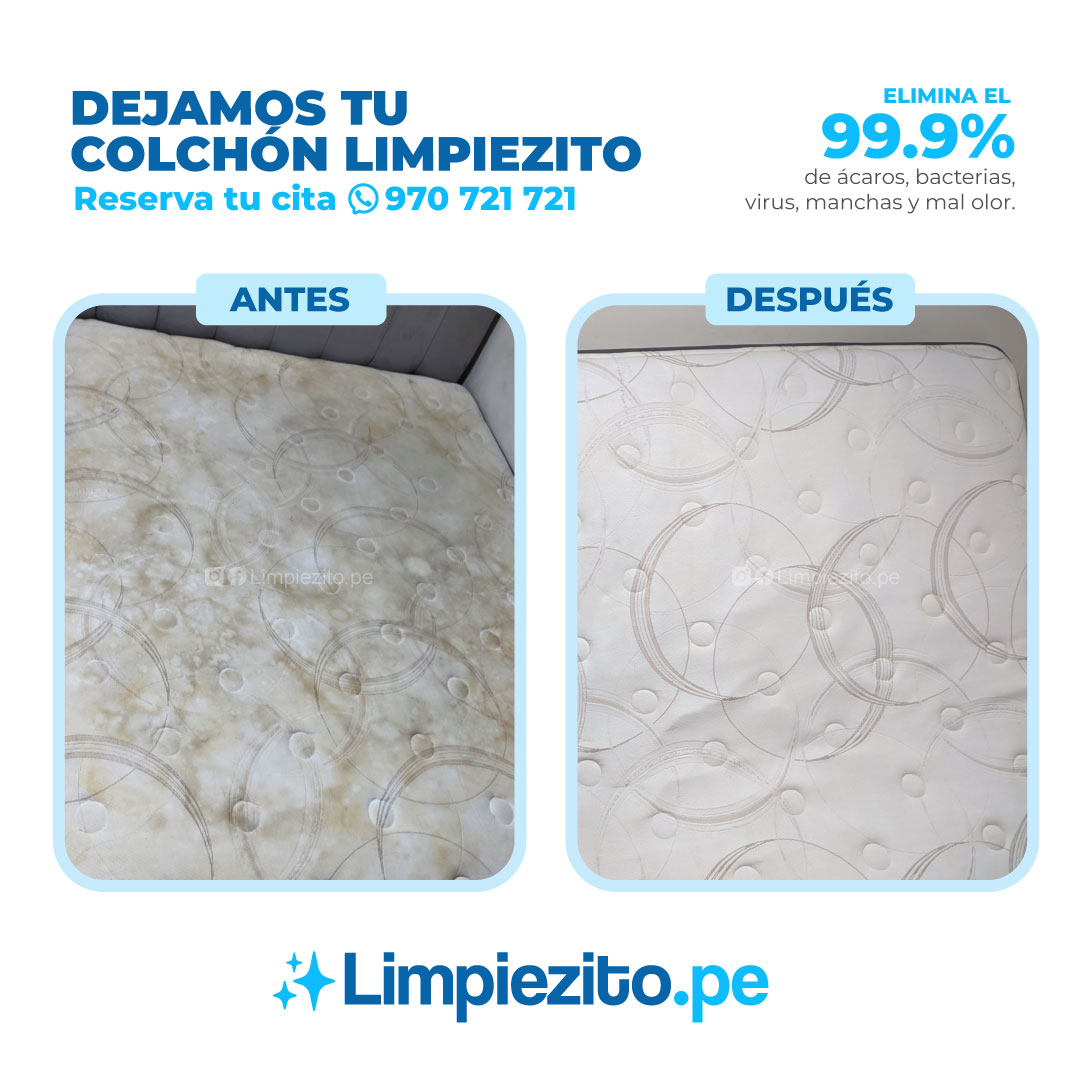 DEJAMOS TU
COLCHÓN LIMPIEZITO
Reserva tu cita 970 721 721
ELIMINA EL
99.9%
de ácaros, bacterias,
virus, manchas y mal olor.
ANTES
DESPUÉS
Limpiezito.pe
Limpiezito.pe
Limpiezito.pe